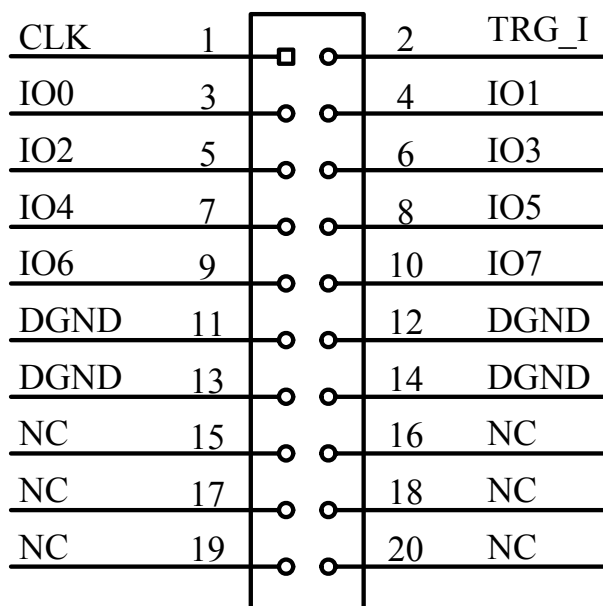 CLK 1 2 TRG_I
IO0 3 4 IO1
IO2 5 6 IO3
IO4 7 8 IO5
IO6 9 10 IO7
DGND 11 12 DGND
DGND 13 14 DGND
NC 15 16 NC
NC 17 18 NC
NC 19 20 NC